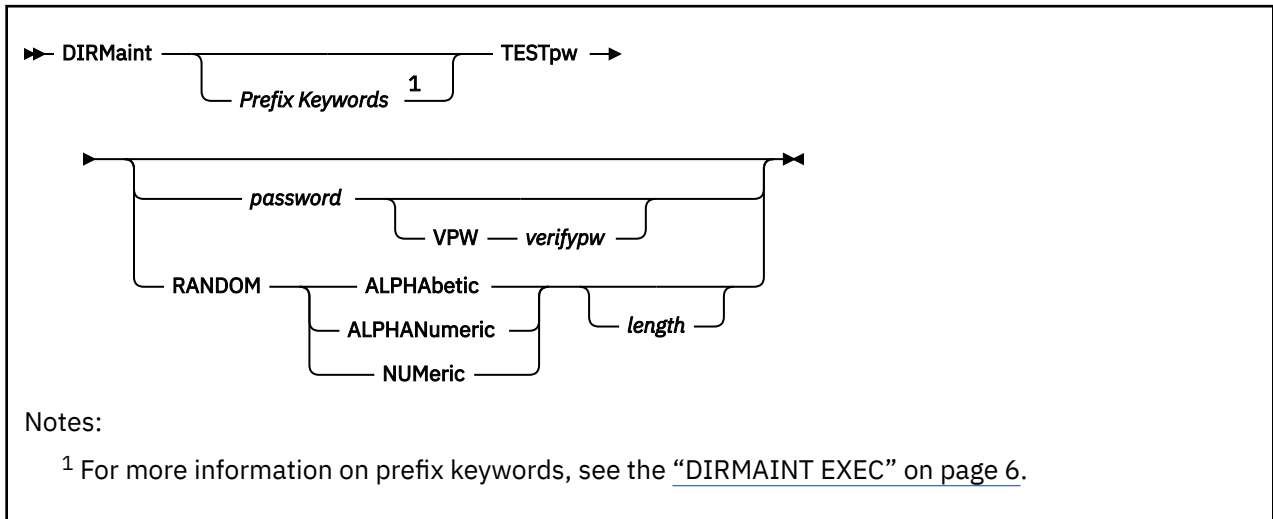 DIRMaint TESTpw
Prefix Keywords 1
password
VPW verifypw
RANDOM ALPHAbetic
length
ALPHANumeric
NUMeric
Notes:
1 For more information on prefix keywords, see the “DIRMAINT EXEC” on page 6.